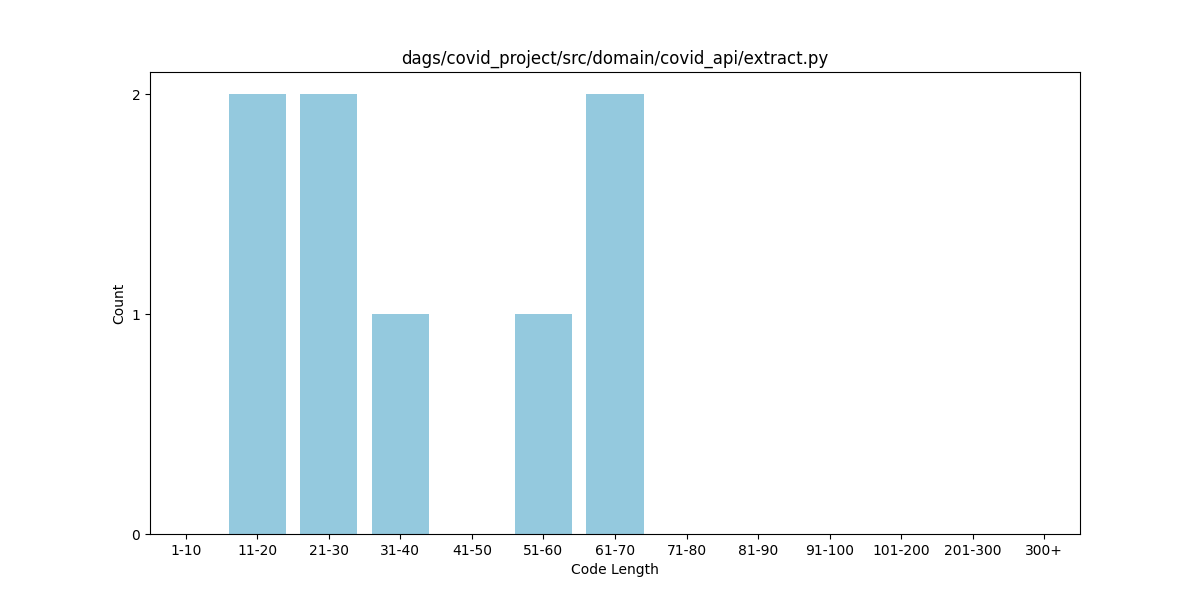 dags/covid_project/src/domain/covid_api/extract.py
Count
2
1
0
1-10 11-20 21-30 31-40 41-50 51-60 61-70 71-80 81-90 91-100 101-200 201-300 300+
Code Length